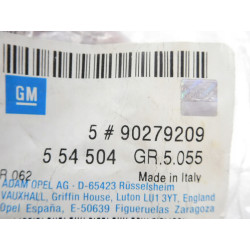 GM
5 # 90279209
5 54 504 GR.5.055
R 062 Made in Italy
ADAM OPEL AG - D-65423 Rüsselsheim
VAUXHALL, Griffin House, Luton LU1 3YT, England
Opel España, E-50639 Figueruelas Zaragoza